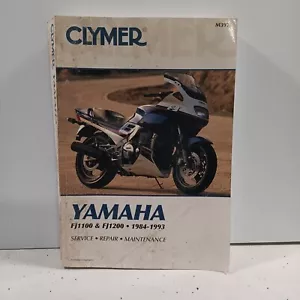 CLYMER
YAMAHA
FJ1100 & FJ1200 • 1984-1993
SERVICE • REPAIR • MAINTENANCE